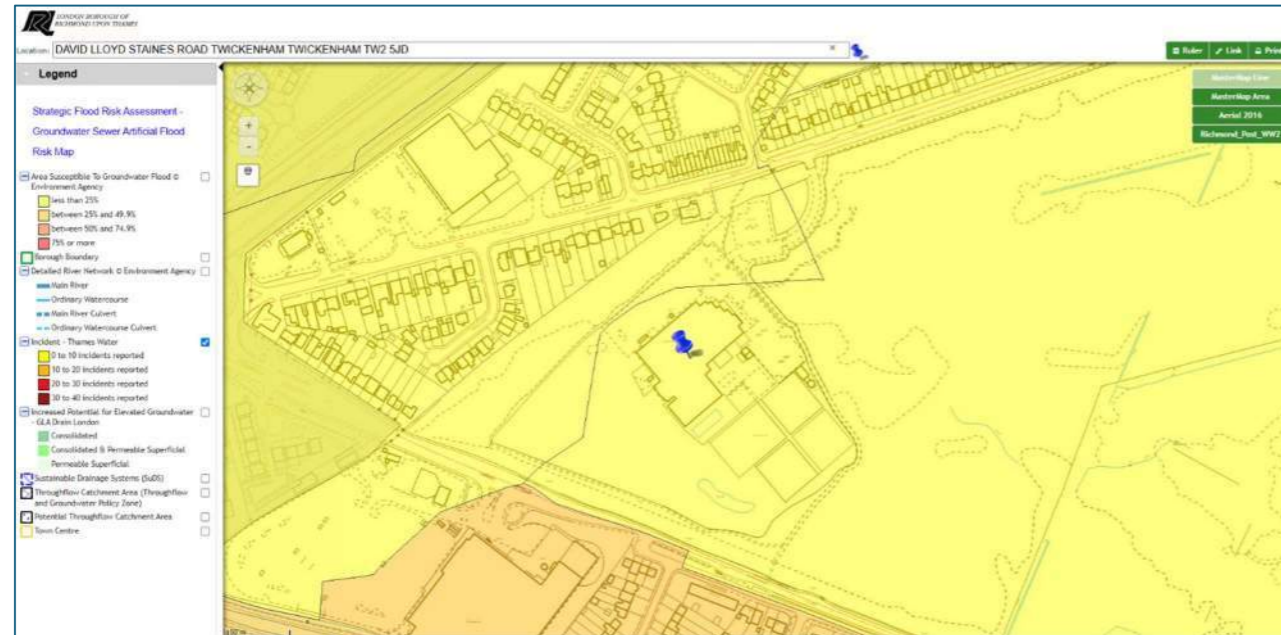 LONDON BOROUGH OF
RICHMOND UPON THAMES
Location: DAVID LLOYD STAINES ROAD TWICKENHAM TWICKENHAM TW2 5JD
Ruler
Link
Print
Legend
MasterMap Line
MasterMap Area
Aerial 2016
Richmond_Post_WW2
Strategic Flood Risk Assessment -
Groundwater Sewer Artificial Flood
Risk Map
Area Susceptible To Groundwater Flood ©
Environment Agency
less than 25%
between 25% and 49.9%
between 50% and 74.9%
75% or more
Borough Boundary
Detailed River Network © Environment Agency
Main River
Ordinary Watercourse
Main River Culvert
Ordinary Watercourse Culvert
Incident - Thames Water
0 to 10 incidents reported
10 to 20 incidents reported
20 to 30 incidents reported
30 to 40 incidents reported
Increased Potential for Elevated Groundwater
- GLA Drain London
Consolidated
Consolidated & Permeable Superficial
Permeable Superficial
Sustainable Drainage Systems (SuDS)
Throughflow Catchment Area (Throughflow
and Groundwater Policy Zone)
Potential Throughflow Catchment Area
Town Centre